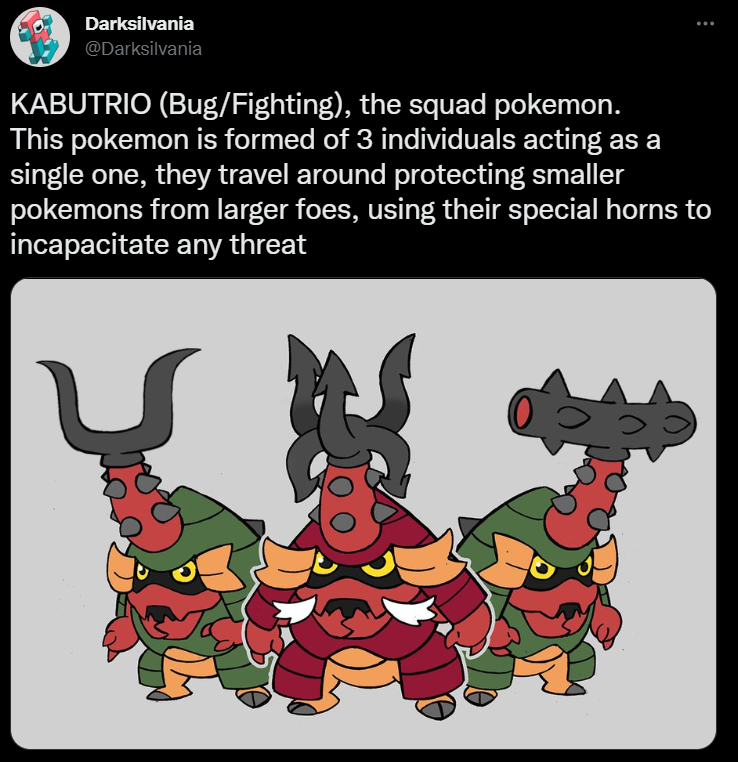 Darksilvania
@Darksilvania
KABUTRIO (Bug/Fighting), the squad pokemon.
This pokemon is formed of 3 individuals acting as a
single one, they travel around protecting smaller
pokemons from larger foes, using their special horns to
incapacitate any threat